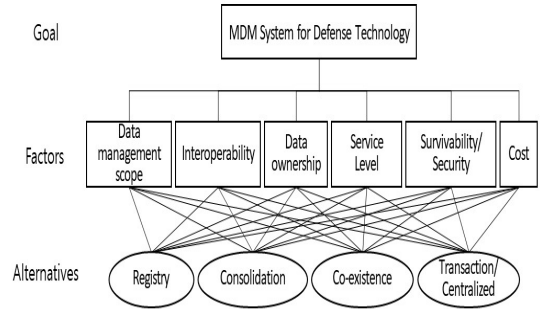 Goal
MDM System for Defense Technology
Factors
Data
management
scope
Interoperability
Data
ownership
Service
Level
Survivability/
Security
Cost
Alternatives
Registry
Consolidation
Co-existence
Transaction/
Centralized